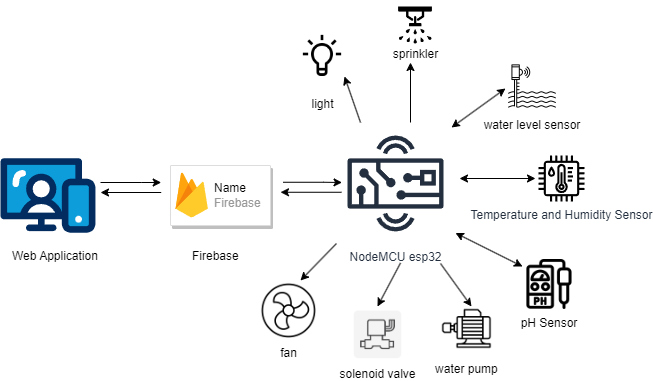 sprinkler
light
water level sensor
Name
Firebase
Temperature and Humidity Sensor
Web Application
Firebase
NodeMCU esp32
PH
pH Sensor
fan
solenoid valve
water pump